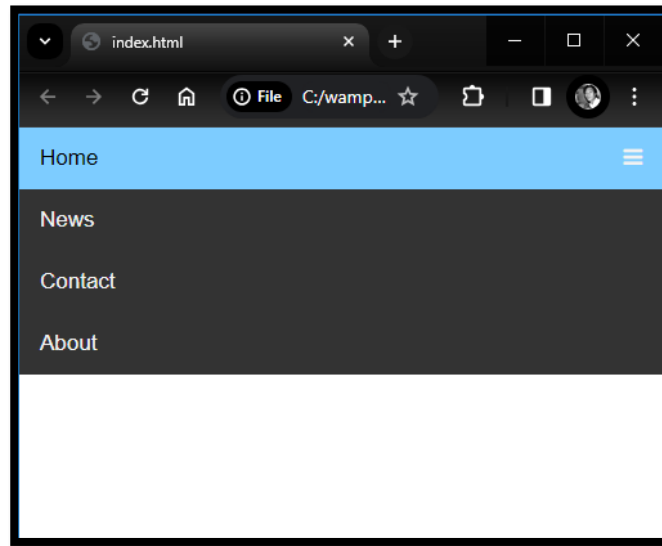 index.html
File C:/wamp...
Home
News
Contact
About